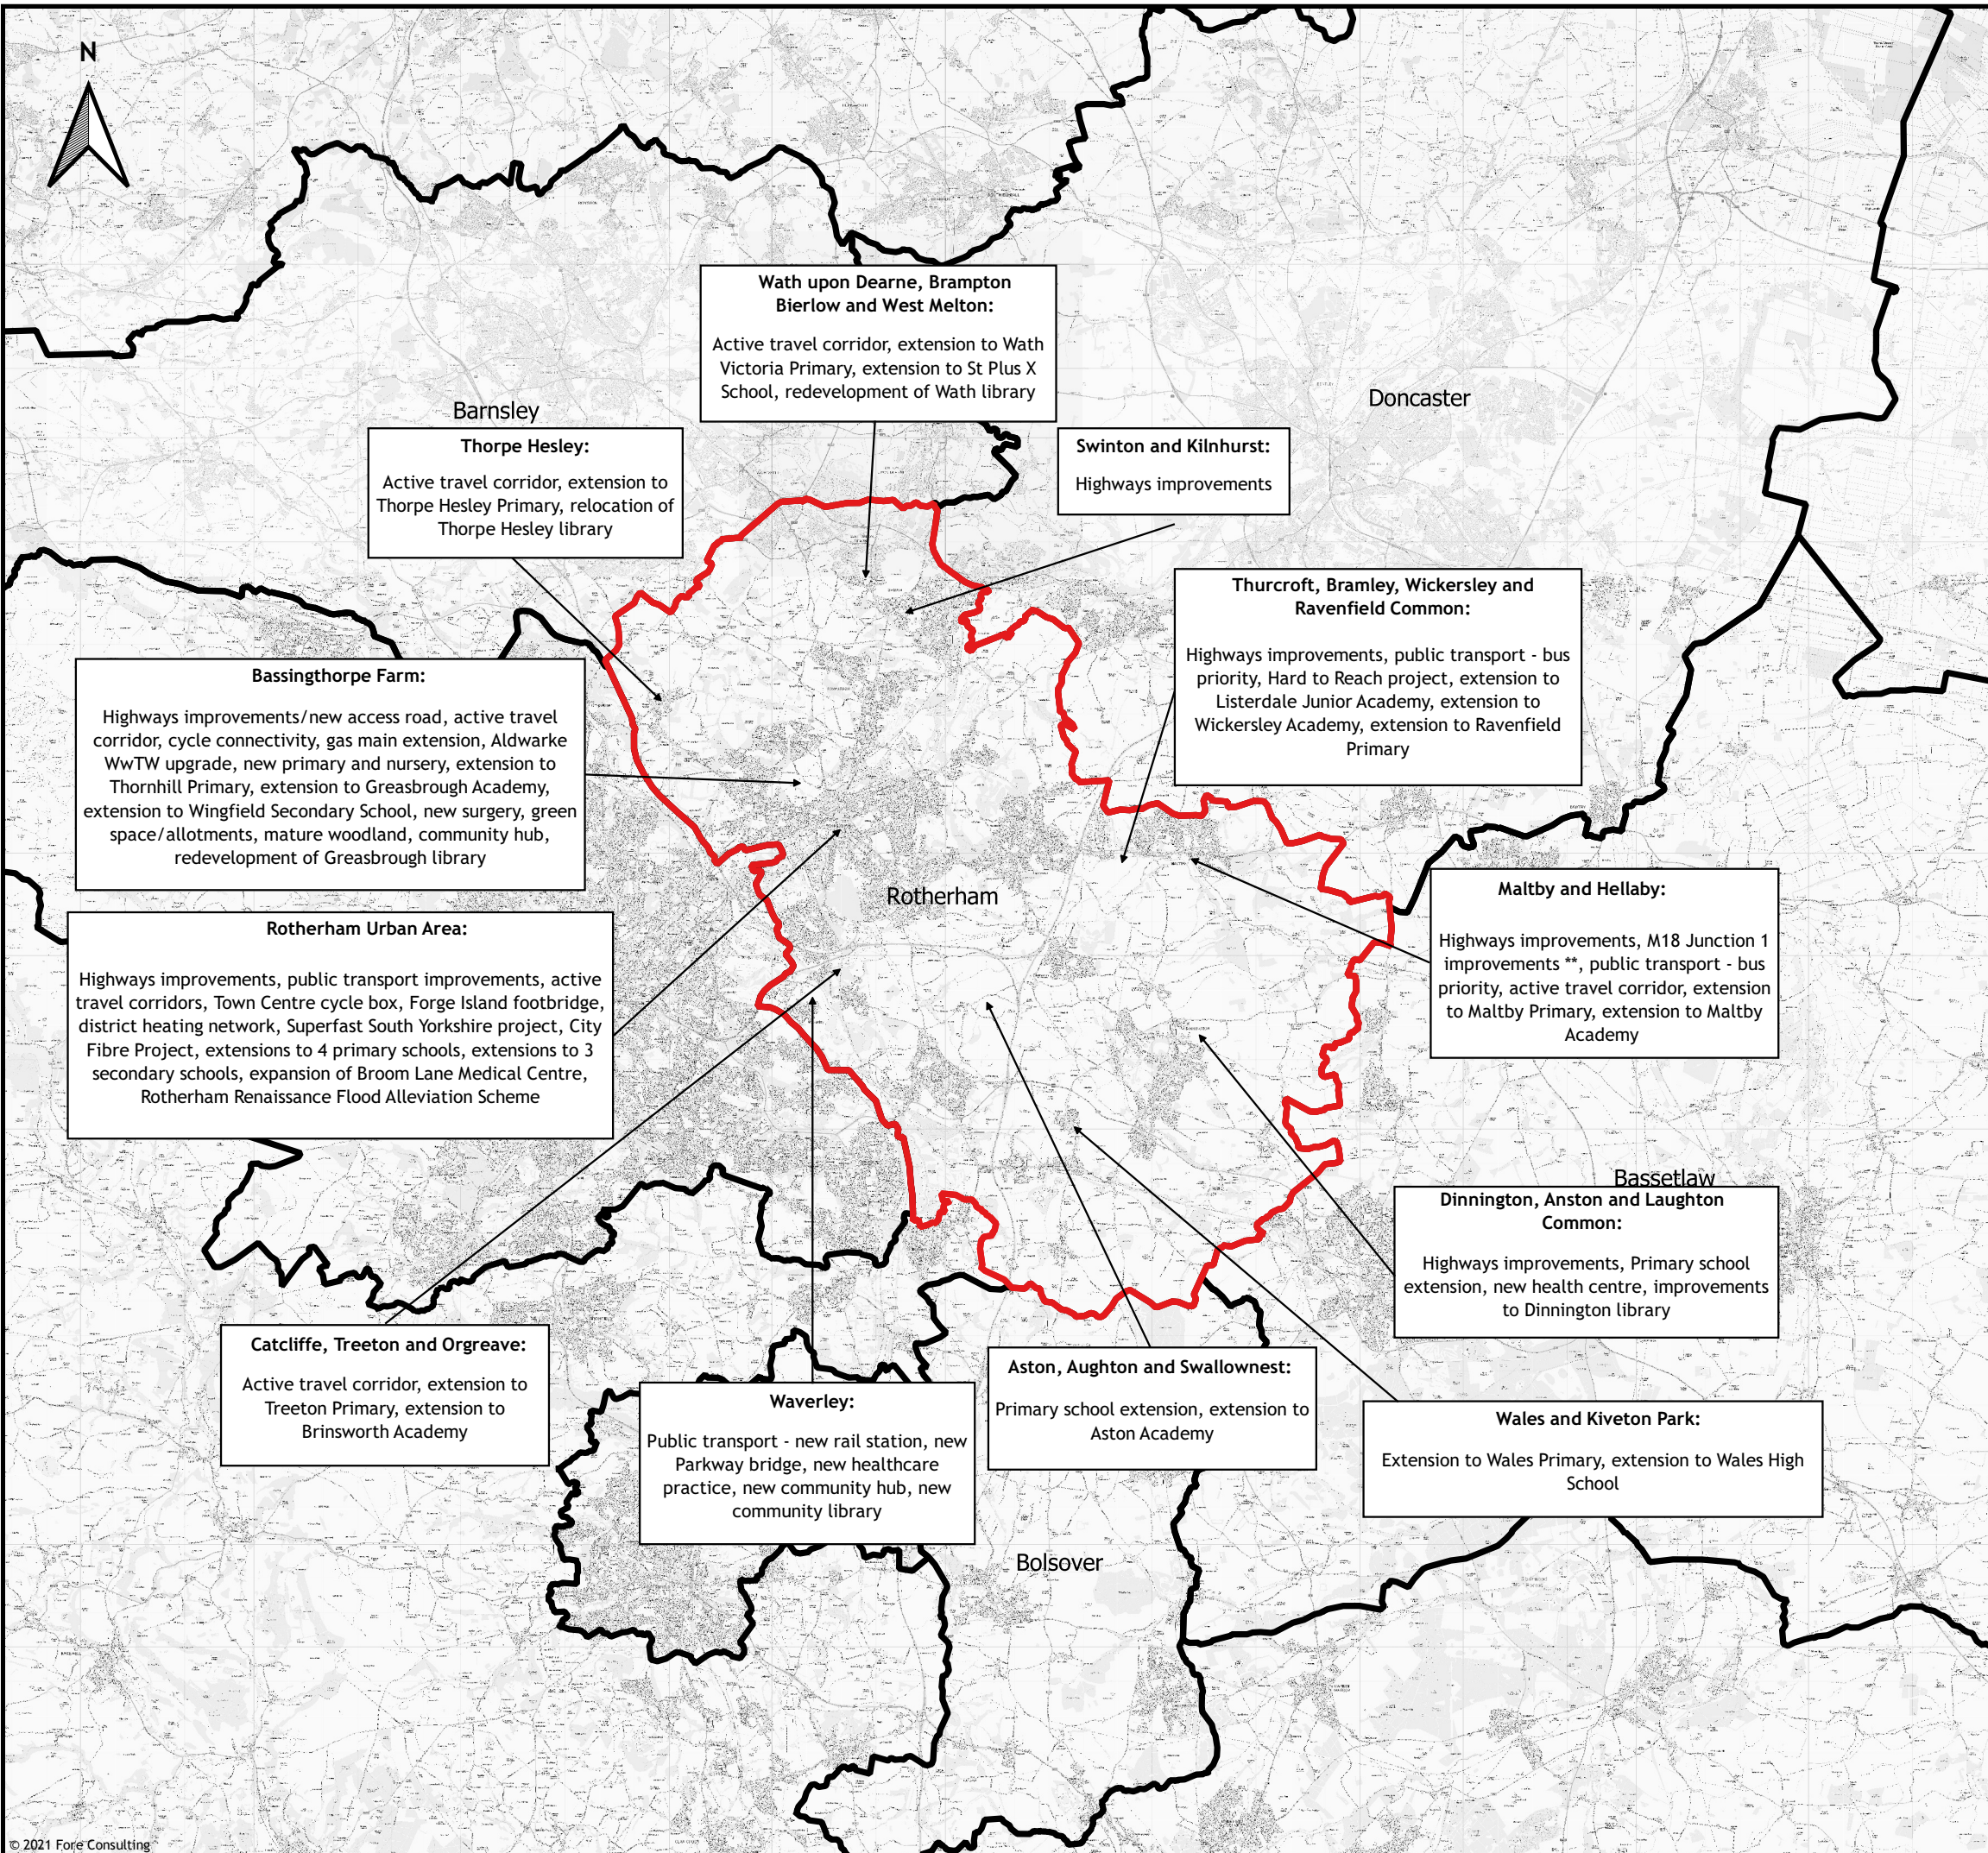 N
Wath upon Dearne, Brampton
Bierlow and West Melton:
Active travel corridor, extension to Wath
Victoria Primary, extension to St Plus X
School, redevelopment of Wath library
Barnsley
Doncaster
Thorpe Hesley:
Active travel corridor, extension to
Thorpe Hesley Primary, relocation of
Thorpe Hesley library
Swinton and Kilnhurst:
Highways improvements
Thurcroft, Bramley, Wickersley and
Ravenfield Common:
Highways improvements, public transport - bus
priority, Hard to Reach project, extension to
Listerdale Junior Academy, extension to
Wickersley Academy, extension to Ravenfield
Primary
Bassingthorpe Farm:
Highways improvements/new access road, active travel
corridor, cycle connectivity, gas main extension, Aldwarke
WwTW upgrade, new primary and nursery, extension to
Thornhill Primary, extension to Greasbrough Academy,
extension to Wingfield Secondary School, new surgery, green
space/allotments, mature woodland, community hub,
redevelopment of Greasbrough library
Rotherham
Maltby and Hellaby:
Highways improvements, M18 Junction 1
improvements **, public transport - bus
priority, active travel corridor, extension
to Maltby Primary, extension to Maltby
Academy
Rotherham Urban Area:
Highways improvements, public transport improvements, active
travel corridors, Town Centre cycle box, Forge Island footbridge,
district heating network, Superfast South Yorkshire project, City
Fibre Project, extensions to 4 primary schools, extensions to 3
secondary schools, expansion of Broom Lane Medical Centre,
Rotherham Renaissance Flood Alleviation Scheme
Bassetlaw
Dinnington, Anston and Laughton
Common:
Highways improvements, Primary school
extension, new health centre, improvements
to Dinnington library
Catcliffe, Treeton and Orgreave:
Active travel corridor, extension to
Treeton Primary, extension to
Brinsworth Academy
Waverley:
Public transport - new rail station, new
Parkway bridge, new healthcare
practice, new community hub, new
community library
Aston, Aughton and Swallownest:
Primary school extension, extension to
Aston Academy
Wales and Kiveton Park:
Extension to Wales Primary, extension to Wales High
School
Bolsover
© 2021 Fore Consulting